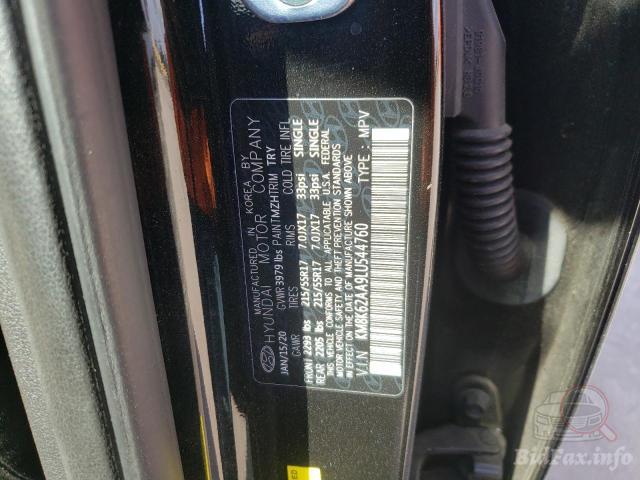 MANUFACTURED IN KOREA BY
HYUNDAI MOTOR COMPANY
JAN/15/20 GVWR 3979 lbs PAINT MZH TRIM TRY
GAWR TIRES RIMS COLD TIRE INFL
FRONT 2293 lbs 215/55R17 7.0JX17 33psi SINGLE
REAR 2205 lbs 215/55R17 7.0JX17 33psi SINGLE
THIS VEHICLE CONFORMS TO ALL APPLICABLE U.S.A FEDERAL
MOTOR VEHICLE SAFETY AND BUMPER STANDARDS
IN EFFECT ON THE DATE OF MANUFACTURE SHOWN ABOVE.
VIN : KM8K62AA9LU544760 TYPE : MPV
BidFax.info